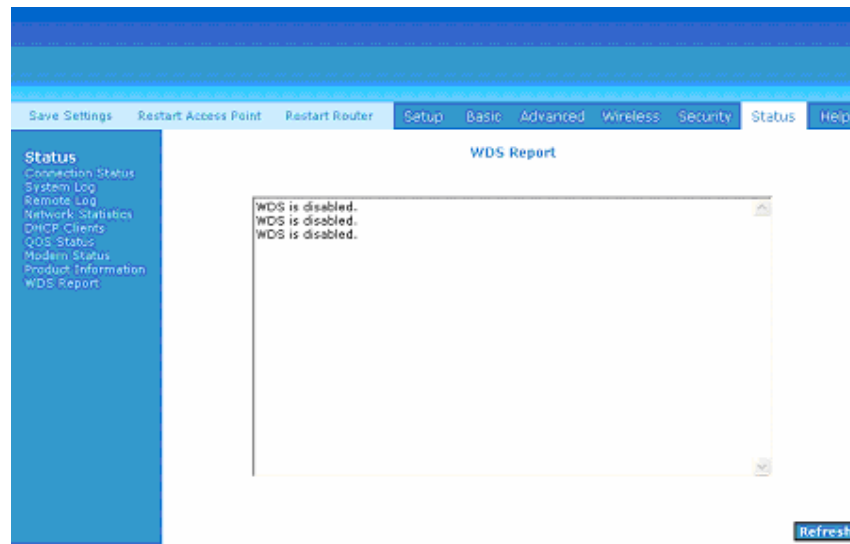 Save Settings Restart Access Point Restart Router Setup Basic Advanced Wireless Security Status Help
Status
Connection Status
System Log
Remote Log
Network Statistics
DHCP Clients
QOS Status
Modem Status
Product Information
WDS Report
WDS Report
WDS is disabled.
WDS is disabled.
WDS is disabled.
Refresh